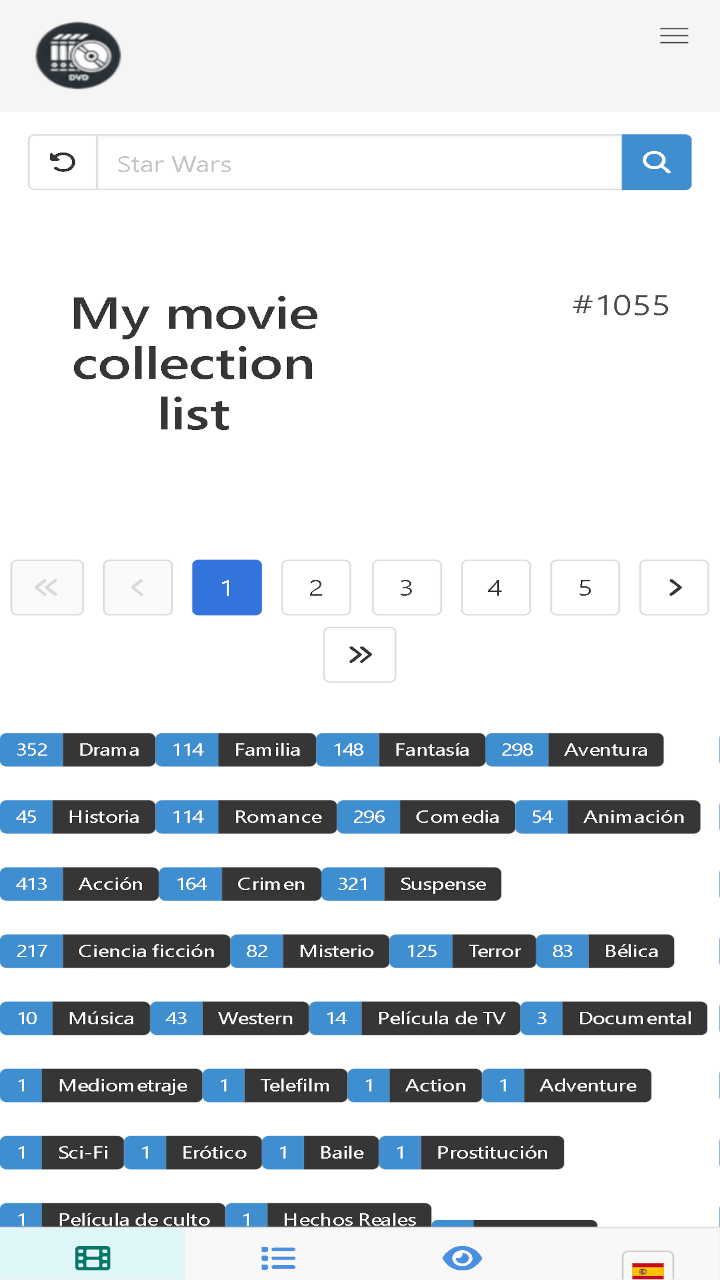 DVD
Star Wars
My movie
collection
list
#1055
1 2 3 4 5
352 Drama 114 Familia 148 Fantasía 298 Aventura
45 Historia 114 Romance 296 Comedia 54 Animación
413 Acción 164 Crimen 321 Suspense
217 Ciencia ficción 82 Misterio 125 Terror 83 Bélica
10 Música 43 Western 14 Película de TV 3 Documental
1 Mediometraje 1 Telefilm 1 Action 1 Adventure
1 Sci-Fi 1 Erótico 1 Baile 1 Prostitución
1 Película de culto 1 Hechos Reales